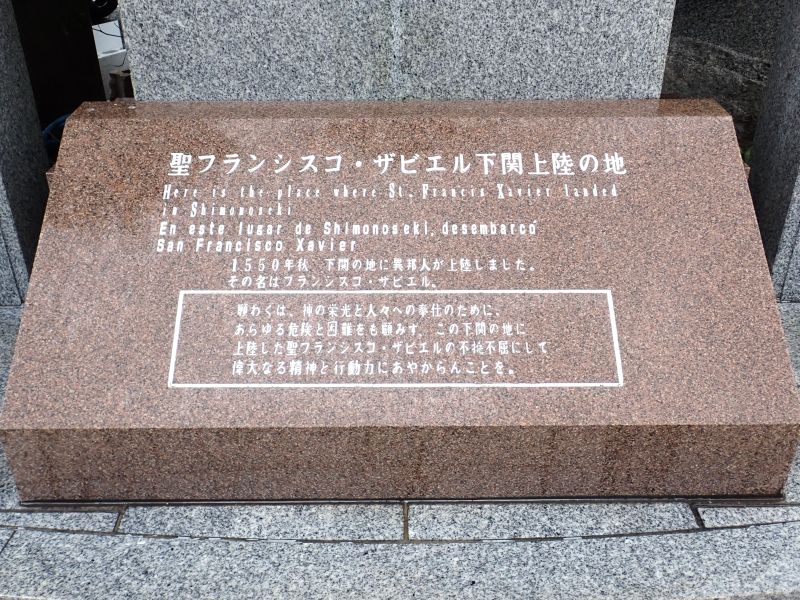 聖フランシスコ・ザビエル下関上陸の地
Here is the place where St. Francis Xavier landed
in Shimonoseki
En este lugar de Shimonoseki, desembarcó
San Francisco Xavier
1550年秋 下関の地に異邦人が上陸しました。
その名はフランシスコ・ザビエル。
願わくは、神の栄光と人々への奉仕のために、
あらゆる危険と困難をも顧みず、この下関の地に
上陸した聖フランシスコ・ザビエルの不撓不屈にして
偉大なる精神と行動力にあやからんことを。